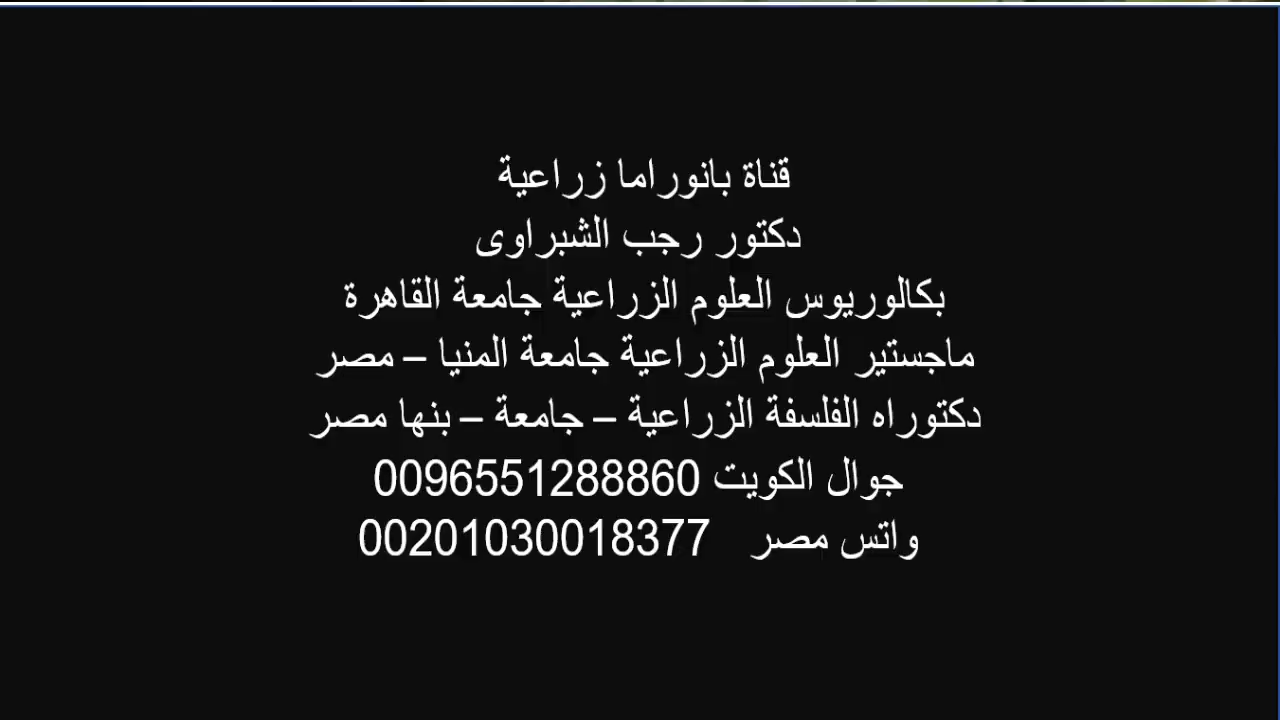 قناة بانوراما زراعية
دكتور رجب الشبراوى
بكالوريوس العلوم الزراعية جامعة القاهرة
ماجستير العلوم الزراعية جامعة المنيا – مصر
دكتوراه الفلسفة الزراعية – جامعة – بنها مصر
جوال الكويت 0096551288860
واتس مصر 00201030018377